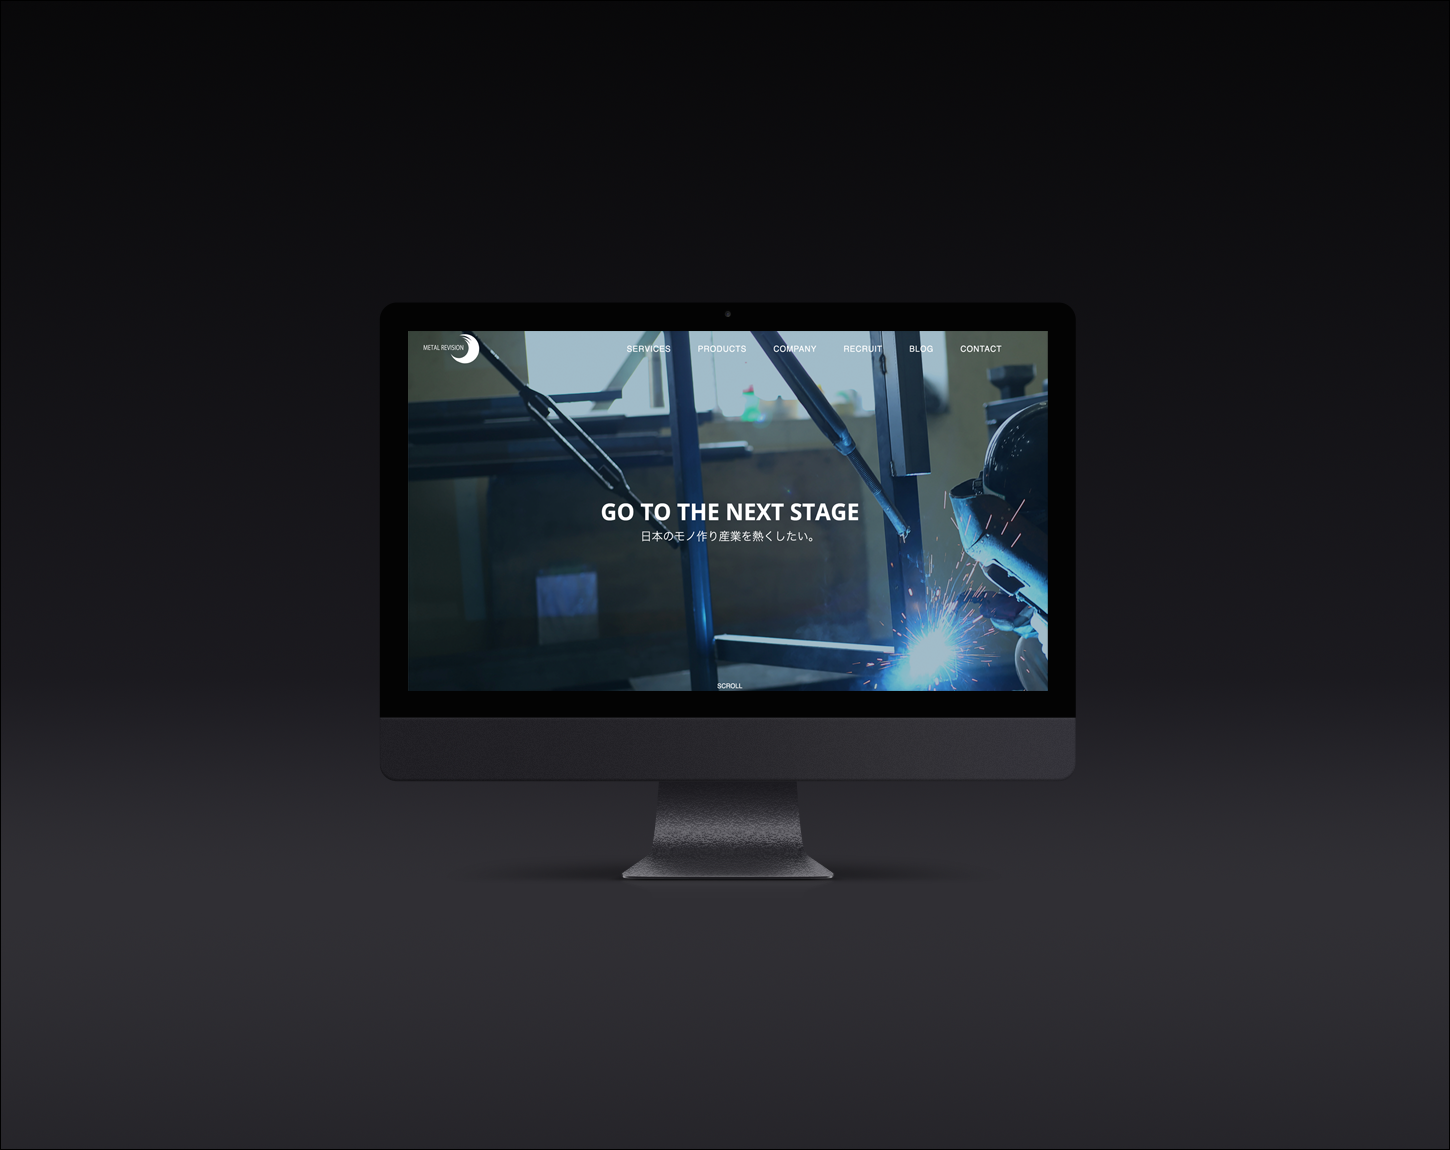 METAL REVISION
SERVICES PRODUCTS COMPANY RECRUIT BLOG CONTACT
GO TO THE NEXT STAGE
日本のモノ作り産業を熱くしたい。
SCROLL